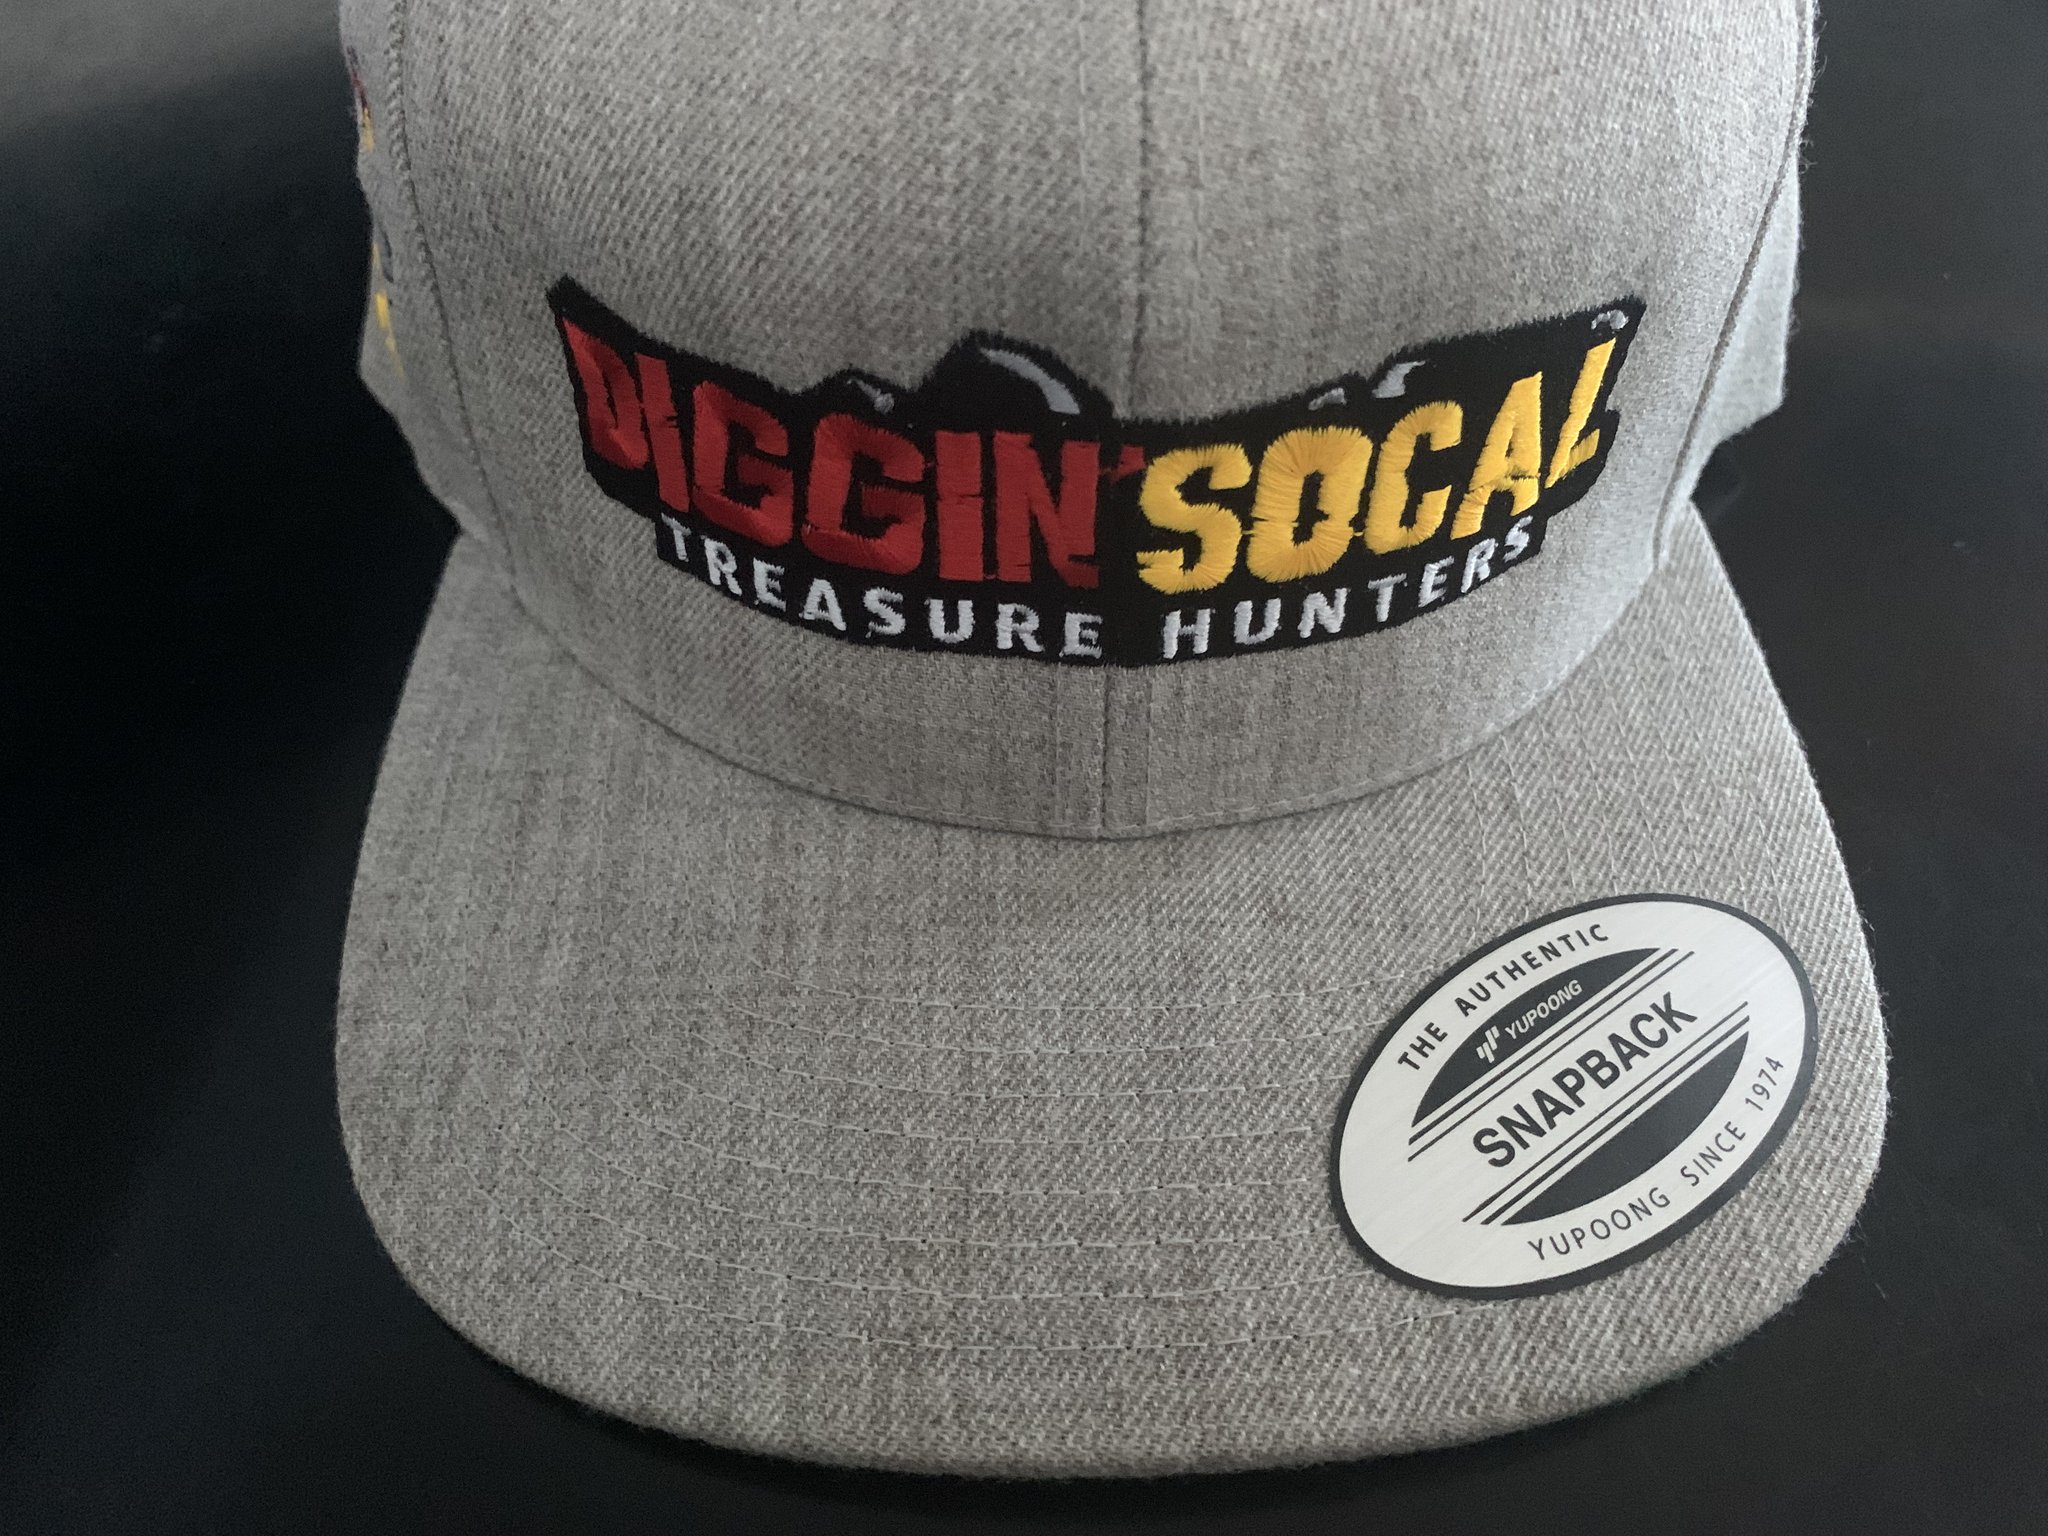 DIGGIN' SOCAL
TREASURE HUNTERS
THE AUTHENTIC
YUPOONG
SNAPBACK
YUPOONG SINCE 1974